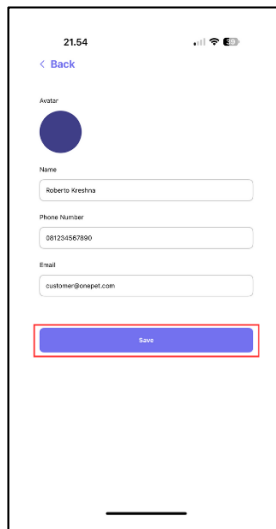 21.54
< Back
Avatar
Name
Roberto Kreshna
Phone Number
081234567890
Email
customer@onepet.com
Save